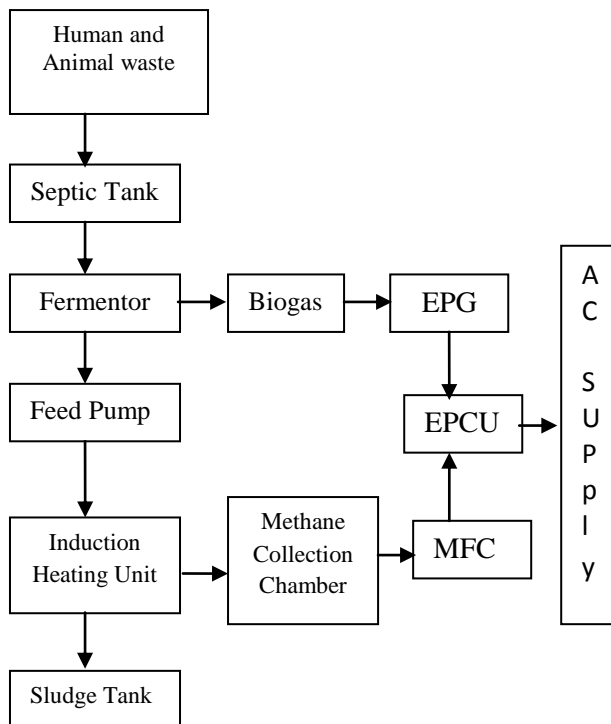 Human and
Animal waste
Septic Tank
Fermentor
Biogas
EPG
Feed Pump
EPCU
Induction
Heating Unit
Methane
Collection
Chamber
MFC
Sludge Tank
A
C
S
U
P
p
l
y